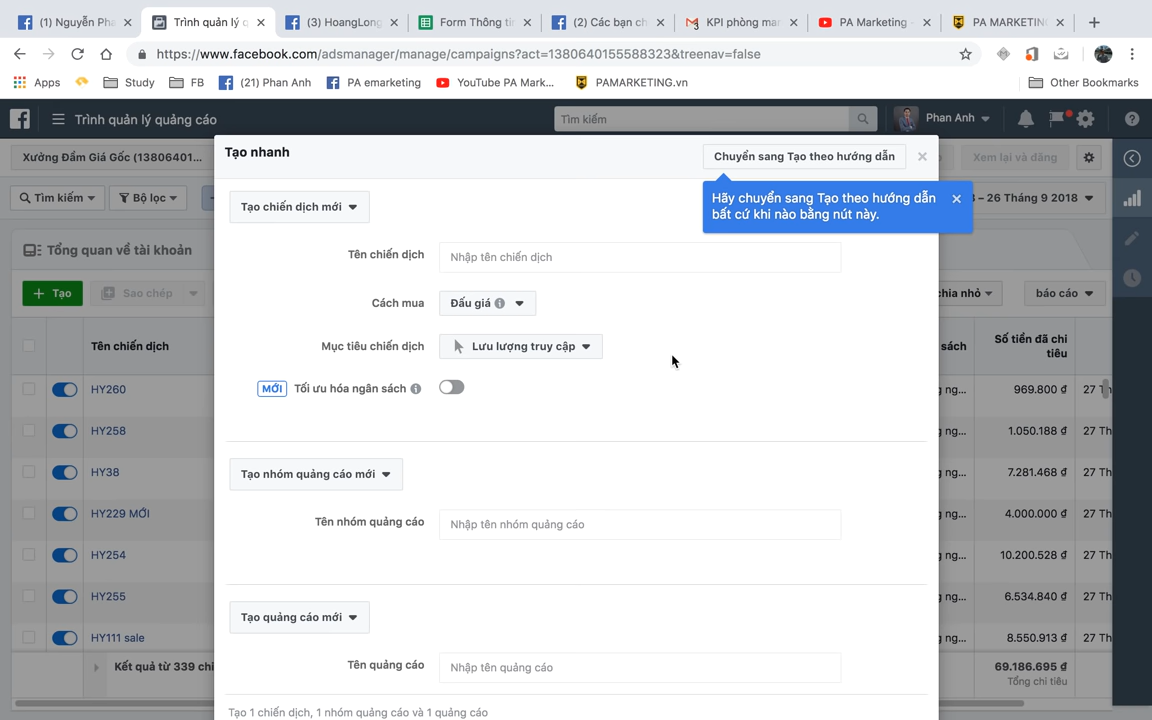 (1) Nguyễn Pha
Trình quản lý q
(3) HoangLong
Form Thông ti
(2) Các bạn ch
KPI phòng ma
PA Marketing
PA MARKETIN
https://www.facebook.com/adsmanager/manage/campaigns?act=1380640155588323&treenav=false
Apps
Study
FB
(21) Phan Anh
PA emarketing
YouTube PA Mark...
PAMARKETING.vn
Other Bookmarks
Trình quản lý quảng cáo
Tìm kiếm
Phan Anh
Xưởng Đầm Giá Gốc (13806401...
Xem lại và đăng
Tạo nhanh
Chuyển sang Tạo theo hướng dẫn
Hãy chuyển sang Tạo theo hướng dẫn
bất cứ khi nào bằng nút này.
Tìm kiếm
Bộ lọc
– 26 Tháng 9 2018
Tạo chiến dịch mới
Tổng quan về tài khoản
Tên chiến dịch
Nhập tên chiến dịch
Tạo
Sao chép
Cách mua
Đấu giá
chia nhỏ
báo cáo
Tên chiến dịch
Mục tiêu chiến dịch
Lưu lượng truy cập
sách
Số tiền đã chi
tiêu
MỚI
Tối ưu hóa ngân sách
HY260
g ng...
969.800 ₫
27 Th
HY258
g ng...
1.050.188 ₫
27 Th
HY38
g ng...
7.281.468 ₫
27 Th
Tạo nhóm quảng cáo mới
Tên nhóm quảng cáo
Nhập tên nhóm quảng cáo
HY229 MỚI
g ng...
4.000.000 ₫
27 Th
HY254
g ng...
10.200.528 ₫
27 Th
HY255
g ng...
6.534.840 ₫
27 Th
Tạo quảng cáo mới
HY111 sale
g ng...
8.550.913 ₫
27 Th
Tên quảng cáo
Nhập tên quảng cáo
Kết quả từ 339 chi
69.186.695 ₫
Tổng chi tiêu
Tạo 1 chiến dịch, 1 nhóm quảng cáo và 1 quảng cáo